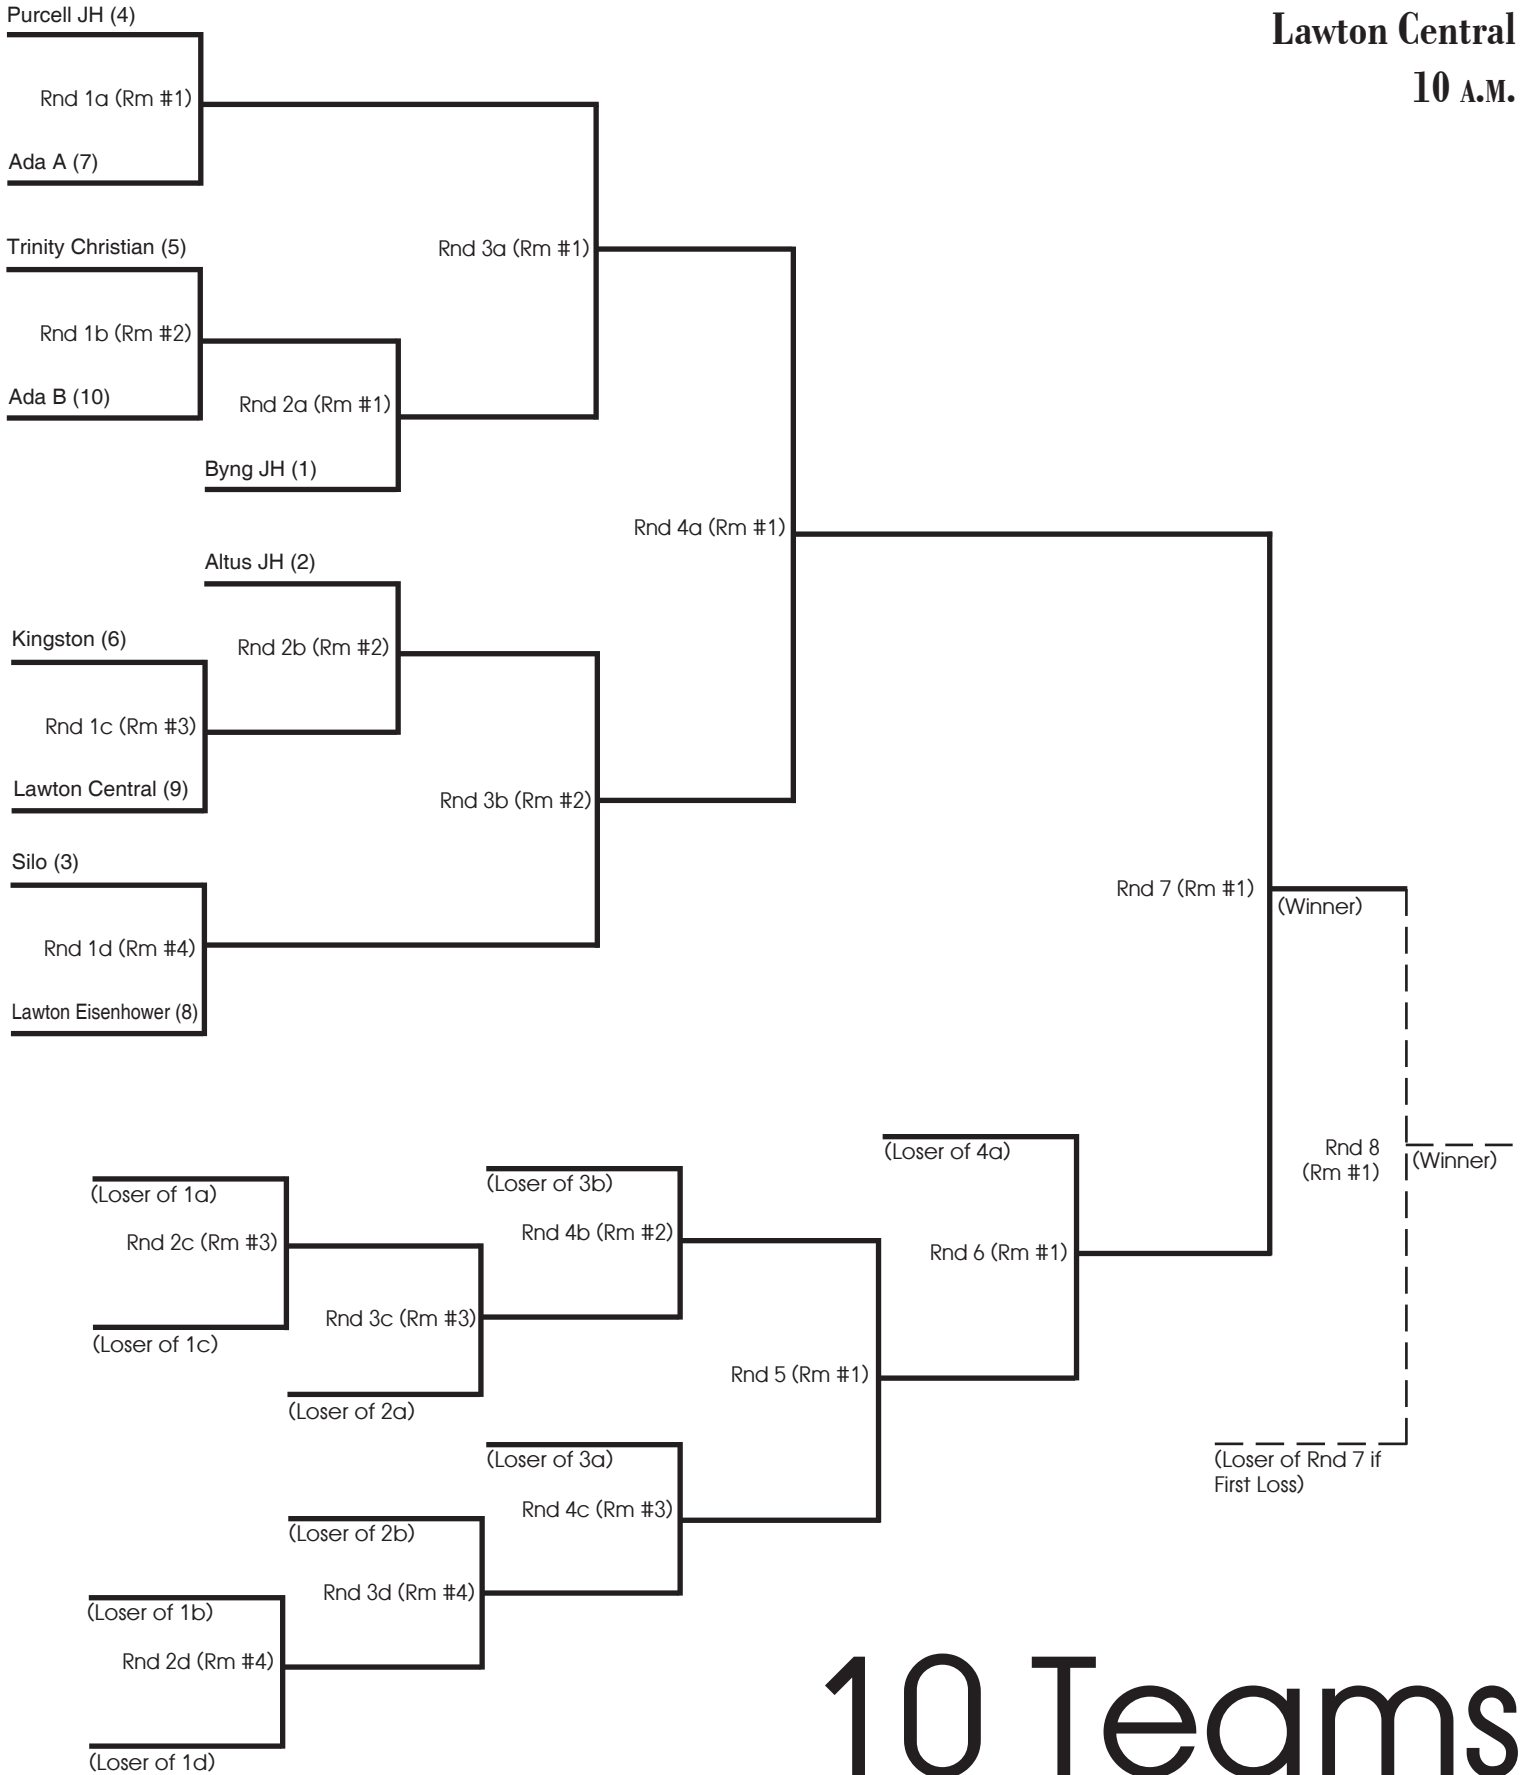 Purcell JH (4)
Lawton Central
10 A.M.
Rnd 1a (Rm #1)
Ada A (7)
Trinity Christian (5)
Rnd 3a (Rm #1)
Rnd 1b (Rm #2)
Ada B (10)
Rnd 2a (Rm #1)
Byng JH (1)
Rnd 4a (Rm #1)
Altus JH (2)
Kingston (6)
Rnd 2b (Rm #2)
Rnd 1c (Rm #3)
Lawton Central (9)
Rnd 3b (Rm #2)
Silo (3)
Rnd 7 (Rm #1)
(Winner)
Rnd 1d (Rm #4)
Lawton Eisenhower (8)
(Loser of 4a)
Rnd 8
(Rm #1)
(Winner)
(Loser of 1a)
(Loser of 3b)
Rnd 2c (Rm #3)
Rnd 4b (Rm #2)
Rnd 6 (Rm #1)
Rnd 3c (Rm #3)
(Loser of 1c)
Rnd 5 (Rm #1)
(Loser of 2a)
(Loser of 3a)
(Loser of Rnd 7 if
First Loss)
Rnd 4c (Rm #3)
(Loser of 2b)
Rnd 3d (Rm #4)
(Loser of 1b)
Rnd 2d (Rm #4)
(Loser of 1d)
10 Teams